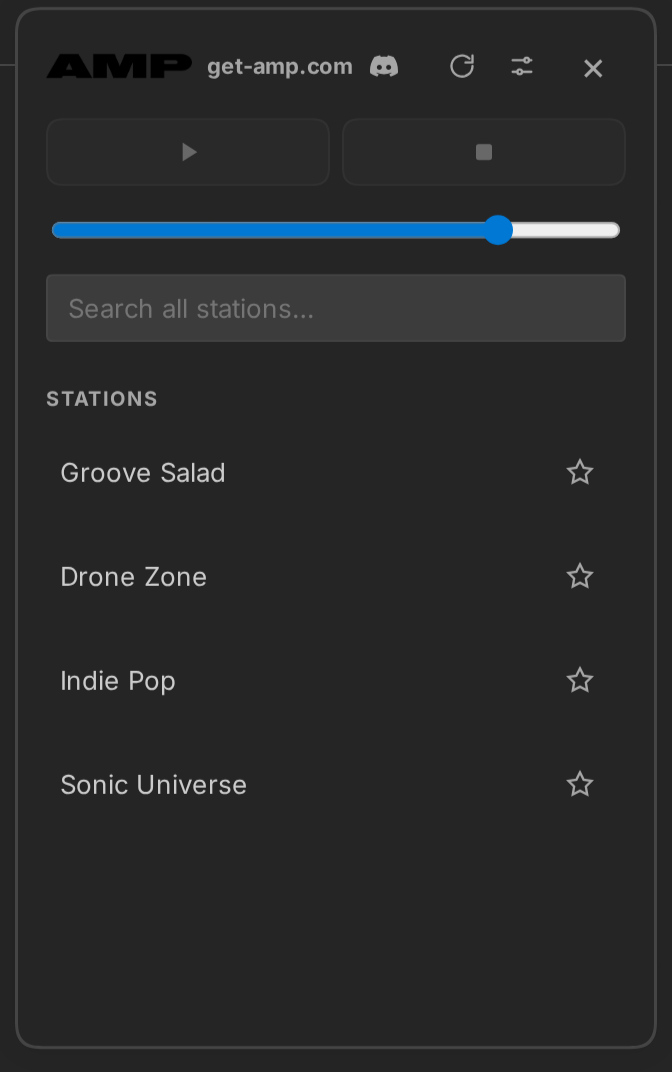 AMP get-amp.com
Search all stations...
STATIONS
Groove Salad
Drone Zone
Indie Pop
Sonic Universe